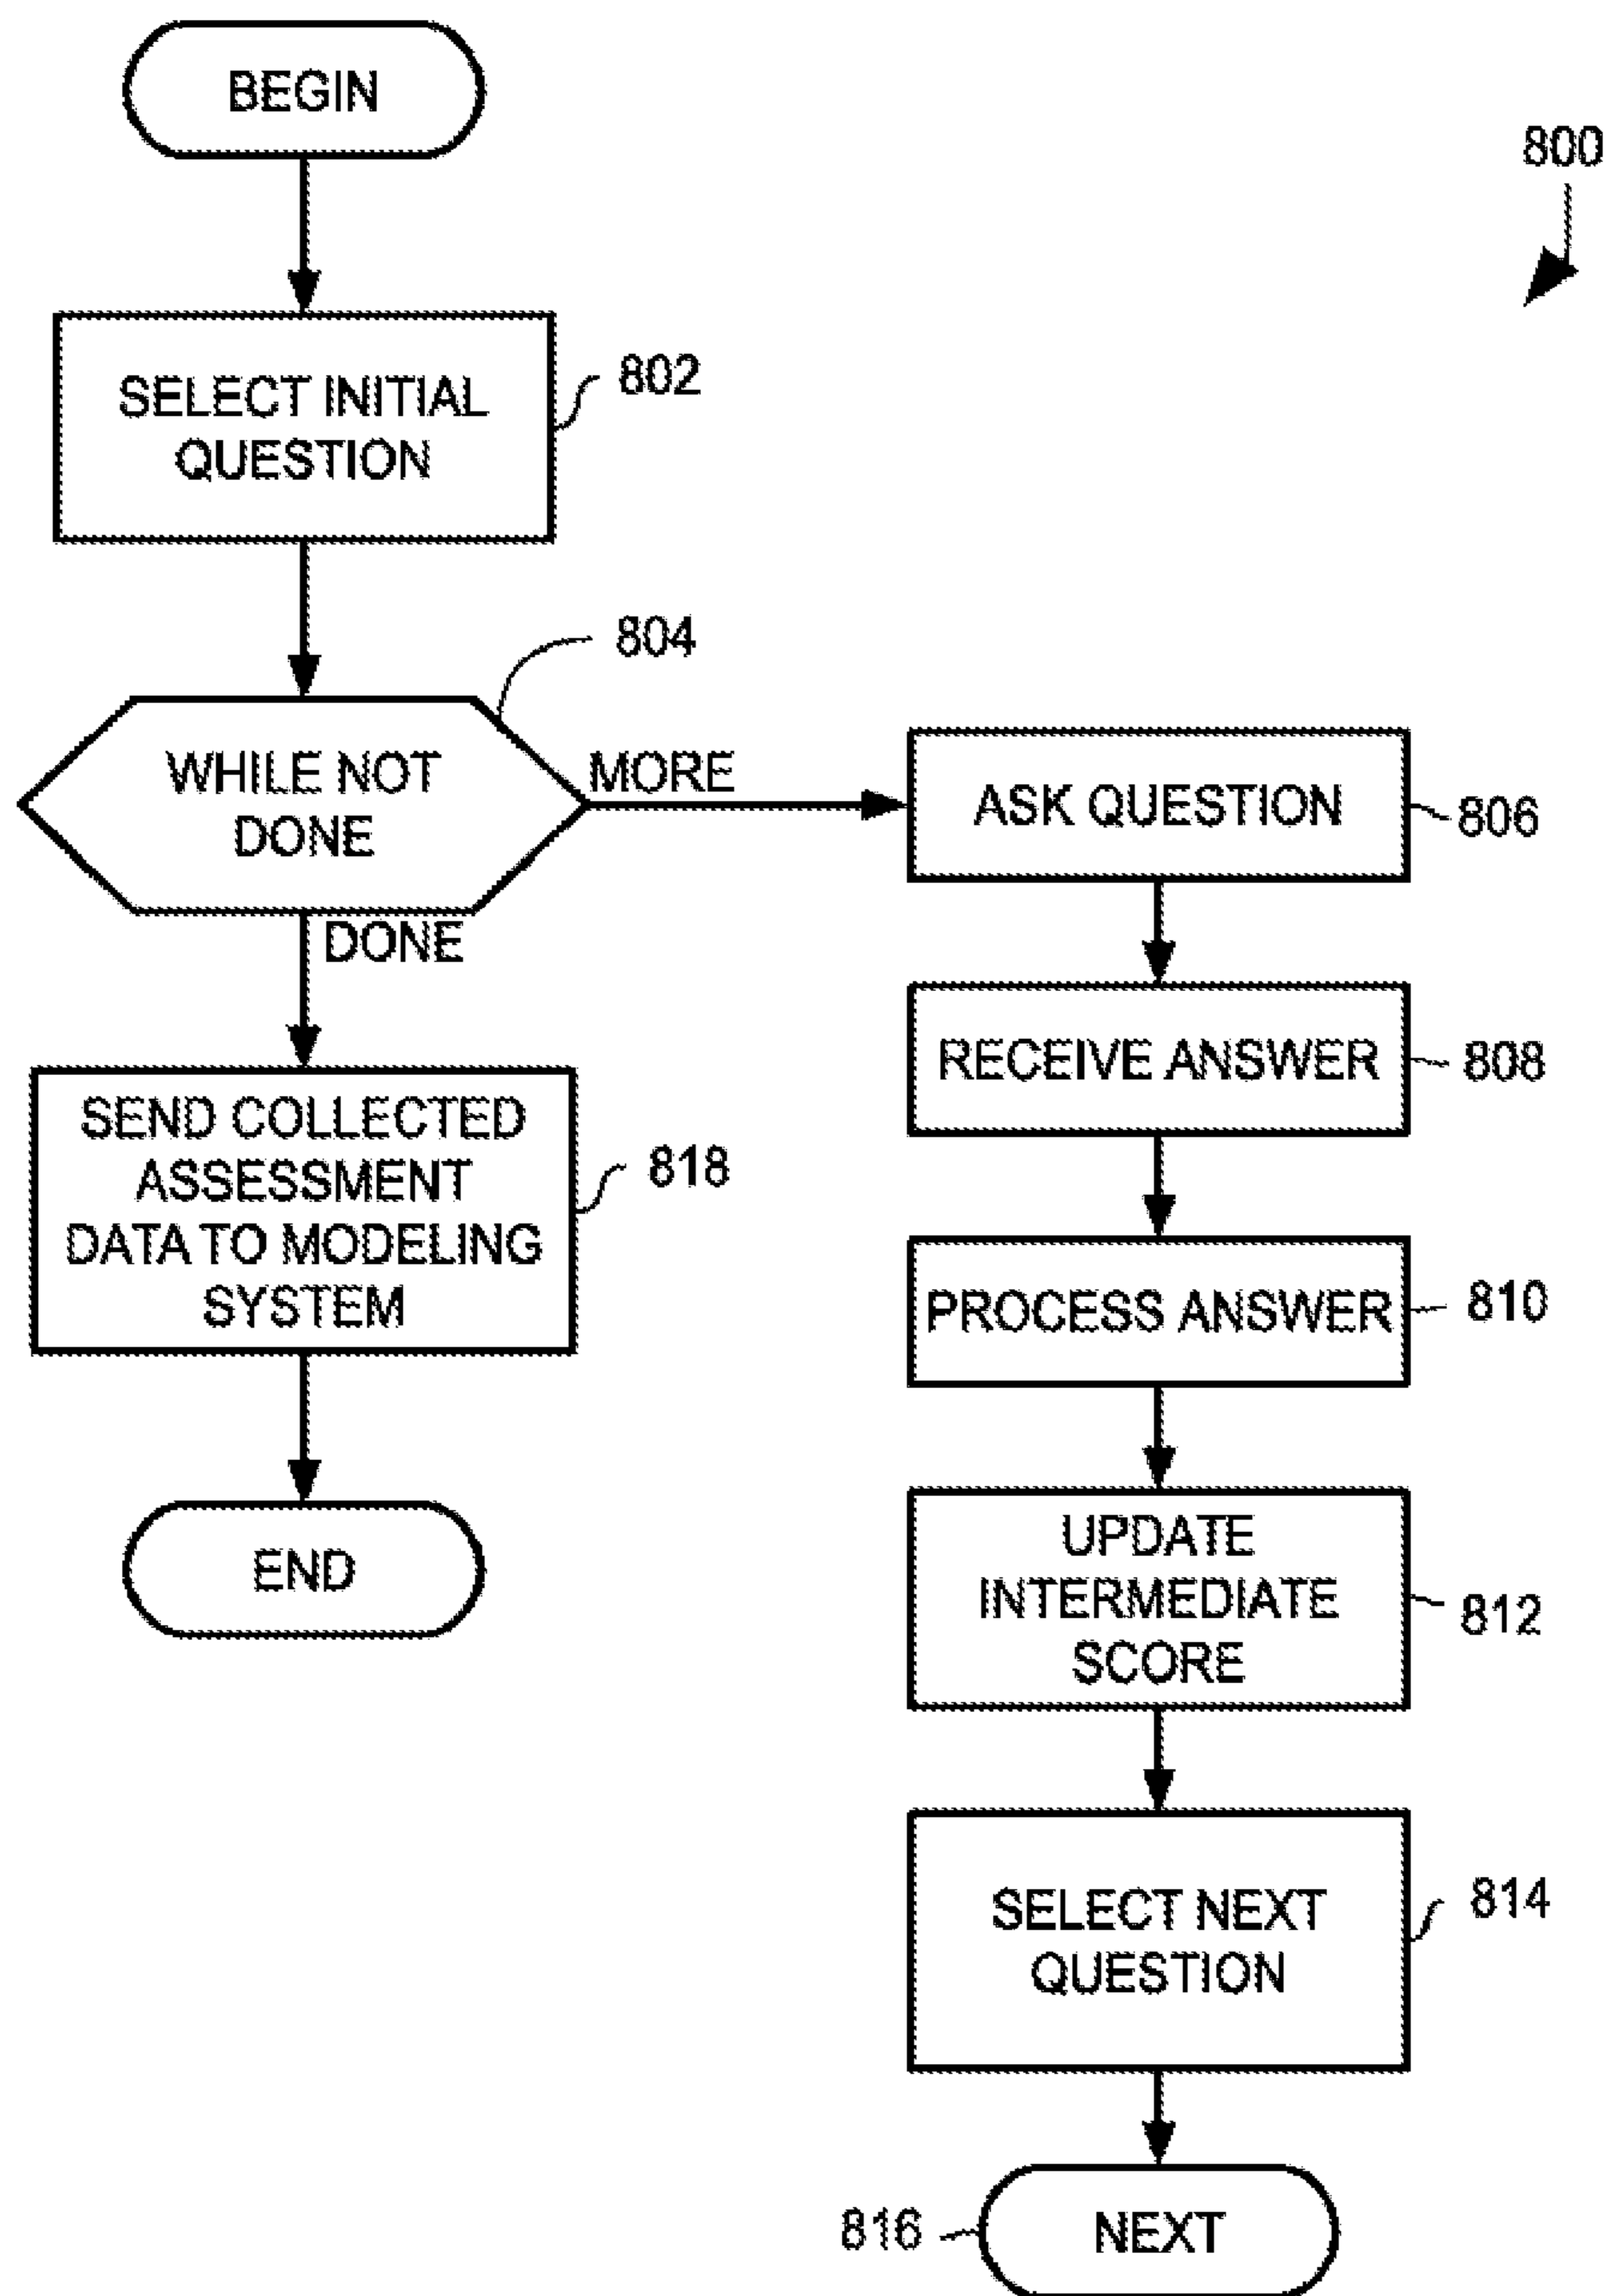 BEGIN
800
SELECT INITIAL
QUESTION
802
804
WHILE NOT
DONE
MORE
DONE
ASK QUESTION
806
RECEIVE ANSWER
808
SEND COLLECTED
ASSESSMENT
DATA TO MODELING
SYSTEM
818
PROCESS ANSWER
810
END
UPDATE
INTERMEDIATE
SCORE
812
SELECT NEXT
QUESTION
814
816
NEXT